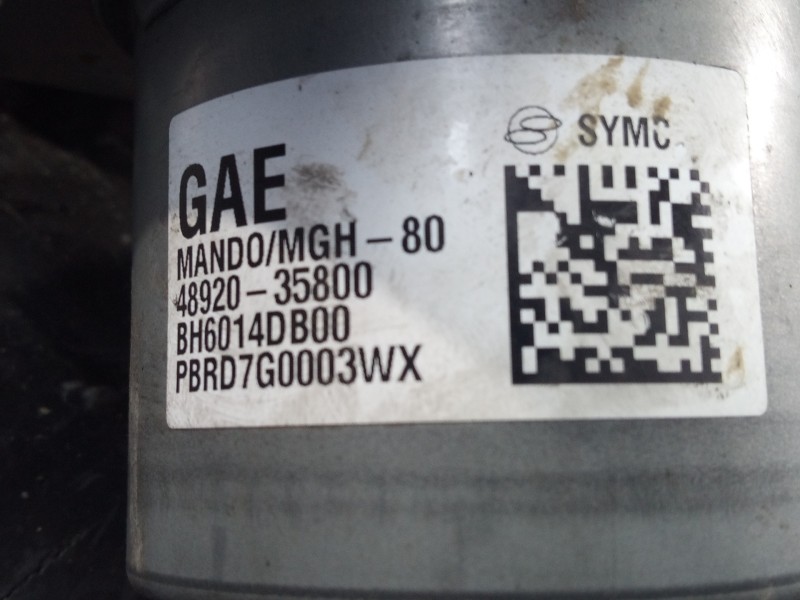 SYMC
GAE
MANDO/MGH-80
48920-35800
BH6014DB00
PBRD7G0003WX